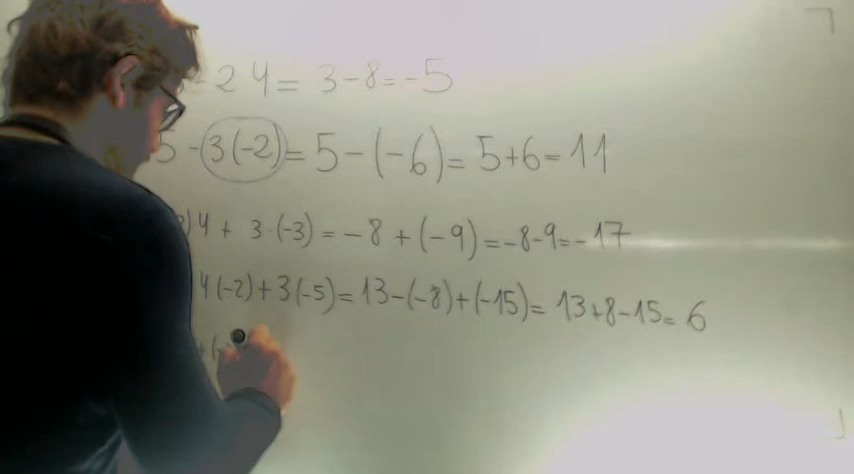 - 2 4 = 3 - 8 = - 5
5 - 3 (-2) = 5 - (-6) = 5 + 6 = 11
) 4 + 3 · (-3) = - 8 + (-9) = - 8 - 9 = - 17
4 (-2) + 3 (-5) = 13 - (-8) + (-15) = 13 + 8 - 15 = 6
+ (-